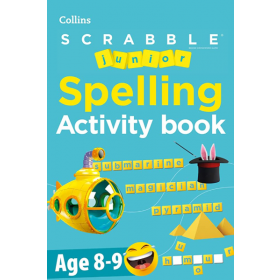 Collins
SCRABBLE
Junior
Spelling
Activity book
submarine
magician
pyramid
h
u m o u r
Age 8-9